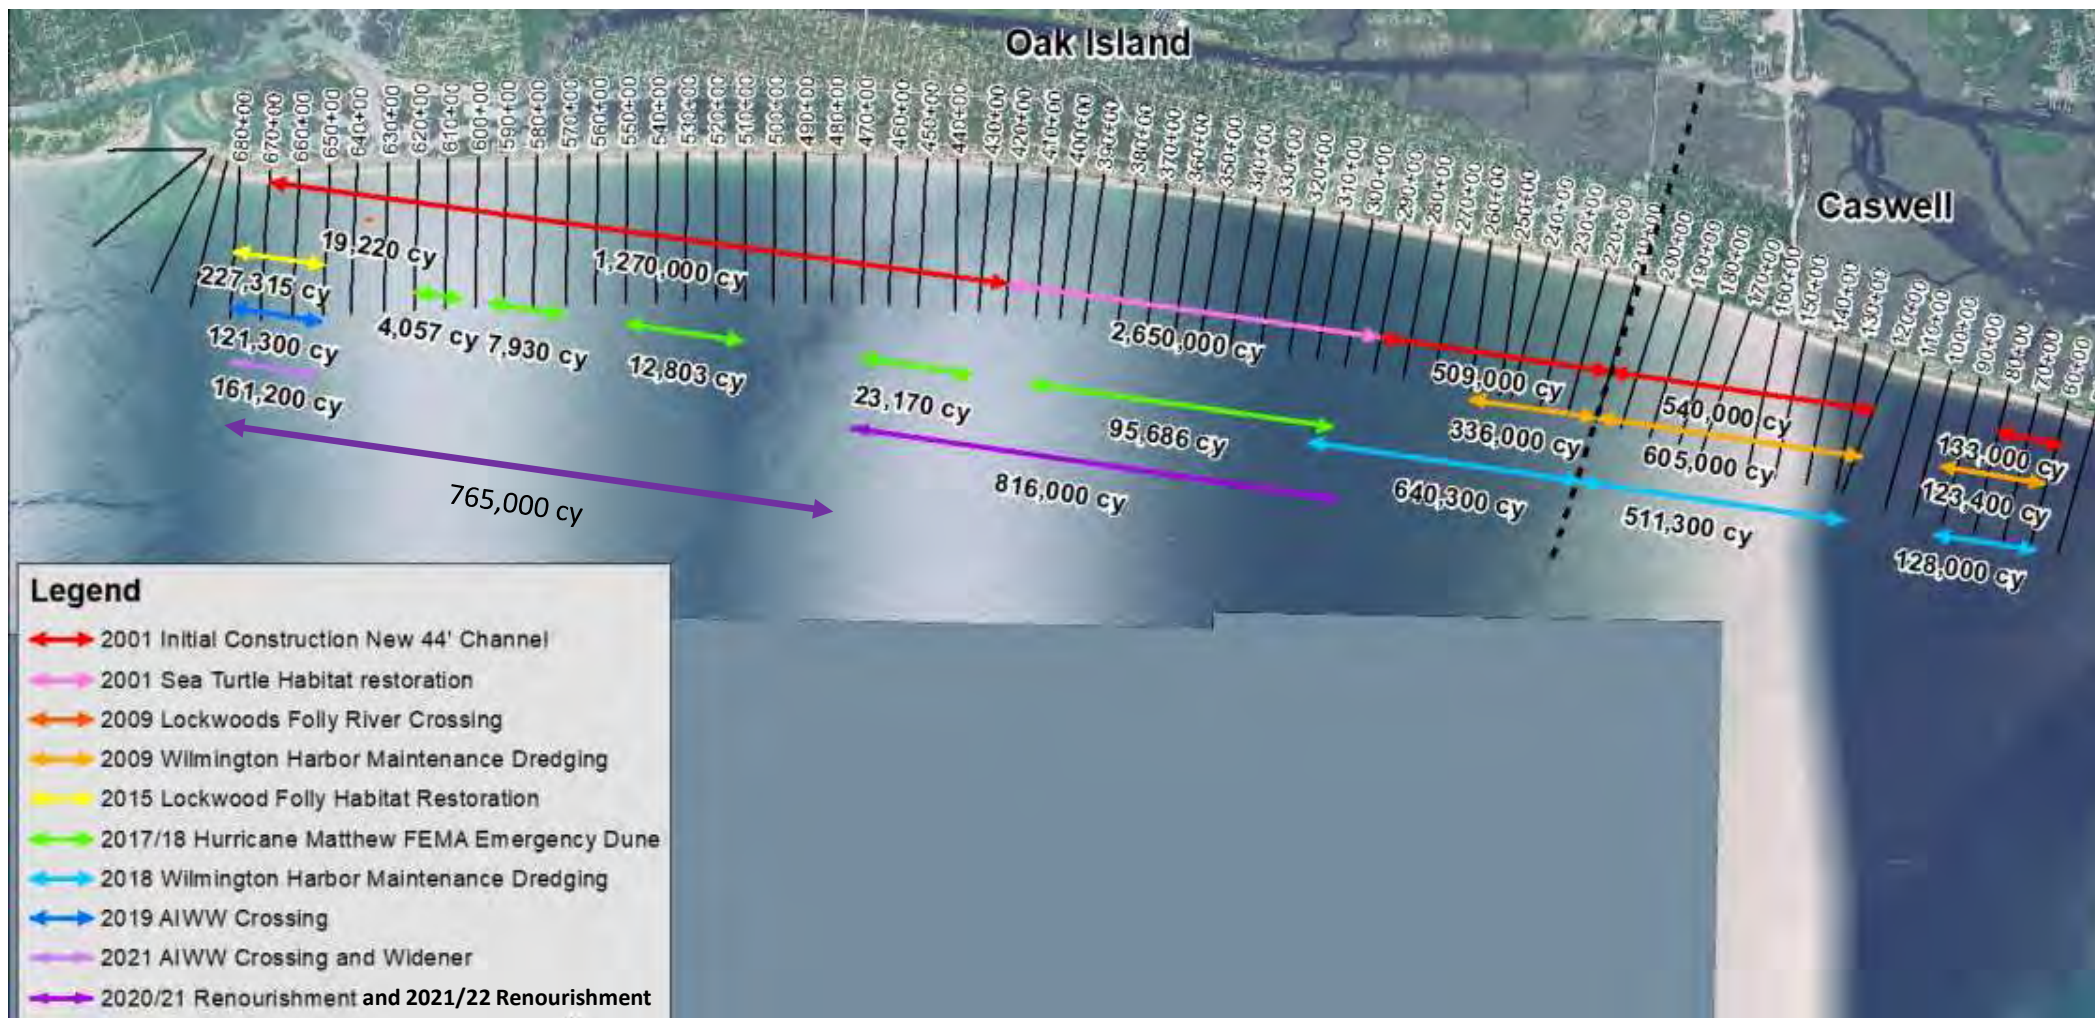 Oak Island
Caswell
680+00
670+00
660+00
650+00
640+00
630+00
620+00
610+00
600+00
590+00
580+00
570+00
560+00
550+00
540+00
530+00
520+00
510+00
500+00
490+00
480+00
470+00
460+00
450+00
440+00
430+00
420+00
410+00
400+00
390+00
380+00
370+00
360+00
350+00
340+00
330+00
320+00
310+00
300+00
290+00
280+00
270+00
260+00
250+00
240+00
230+00
220+00
210+00
200+00
190+00
180+00
170+00
160+00
150+00
140+00
130+00
120+00
110+00
100+00
90+00
80+00
70+00
60+00
19,220 cy
227,315 cy
1,270,000 cy
121,300 cy
4,057 cy
7,930 cy
2,650,000 cy
161,200 cy
12,803 cy
509,000 cy
23,170 cy
540,000 cy
95,686 cy
336,000 cy
133,000 cy
605,000 cy
765,000 cy
816,000 cy
640,300 cy
123,400 cy
511,300 cy
128,000 cy
Legend
2001 Initial Construction New 44' Channel
2001 Sea Turtle Habitat restoration
2009 Lockwoods Folly River Crossing
2009 Wilmington Harbor Maintenance Dredging
2015 Lockwood Folly Habitat Restoration
2017/18 Hurricane Matthew FEMA Emergency Dune
2018 Wilmington Harbor Maintenance Dredging
2019 AIWW Crossing
2021 AIWW Crossing and Widener
2020/21 Renourishment and 2021/22 Renourishment